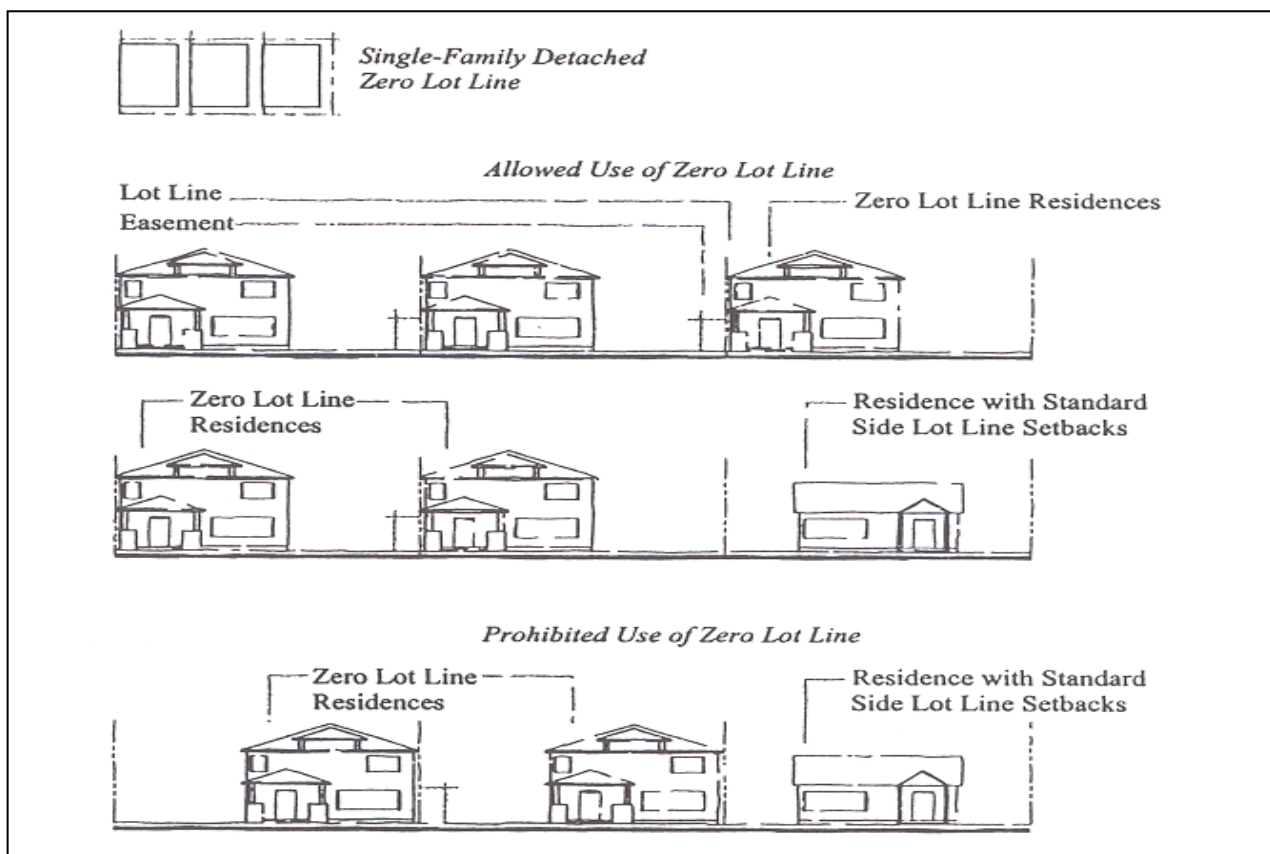 Single-Family Detached
Zero Lot Line
Allowed Use of Zero Lot Line
Lot Line
Zero Lot Line Residences
Easement
Zero Lot Line
Residences
Residence with Standard
Side Lot Line Setbacks
Prohibited Use of Zero Lot Line
Zero Lot Line
Residences
Residence with Standard
Side Lot Line Setbacks